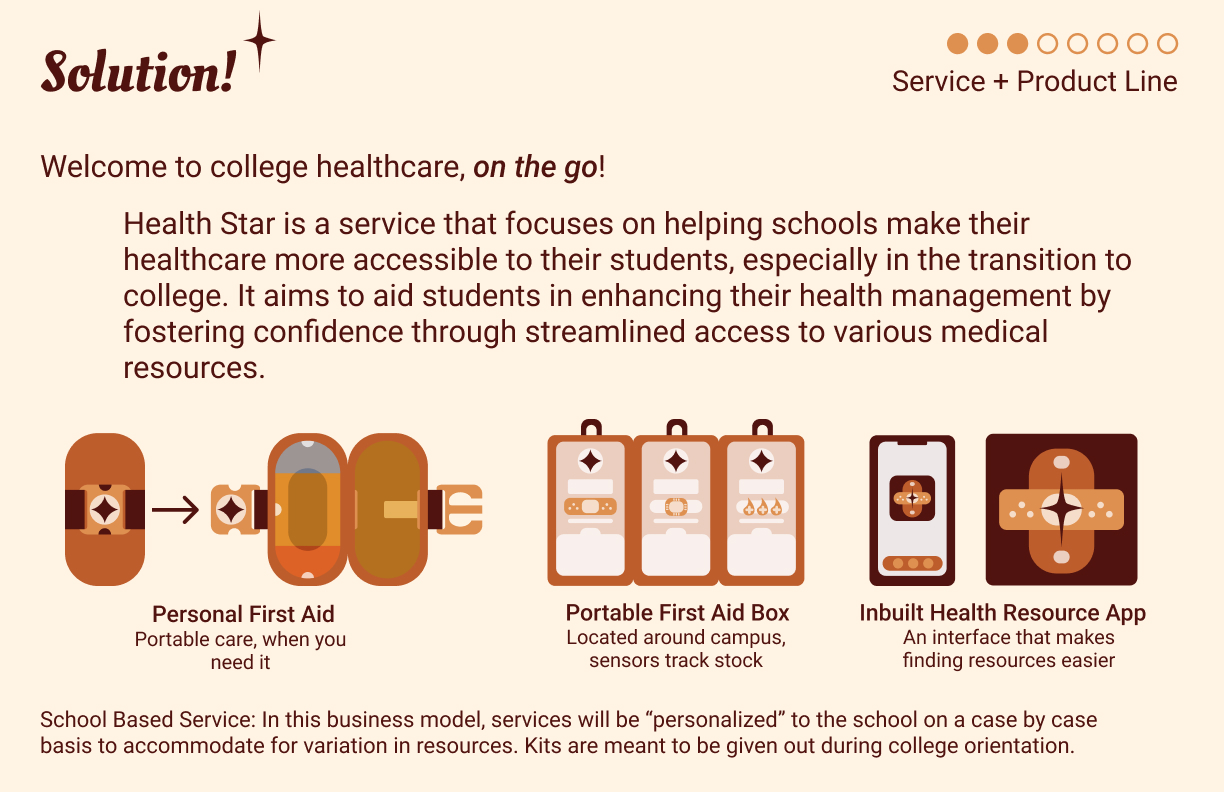 Solution!
Service + Product Line
Welcome to college healthcare, on the go!
Health Star is a service that focuses on helping schools make their
healthcare more accessible to their students, especially in the transition to
college. It aims to aid students in enhancing their health management by
fostering confidence through streamlined access to various medical
resources.
Personal First Aid
Portable care, when you
need it
Portable First Aid Box
Located around campus,
sensors track stock
Inbuilt Health Resource App
An interface that makes
finding resources easier
School Based Service: In this business model, services will be “personalized” to the school on a case by case
basis to accommodate for variation in resources. Kits are meant to be given out during college orientation.